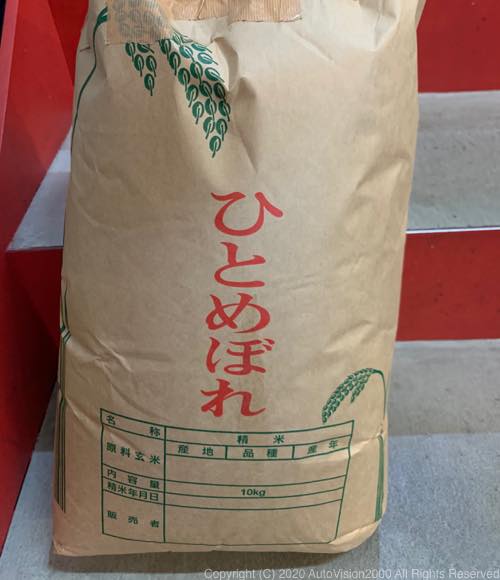 ひとめぼれ
名称 精米
原料玄米 産地 品種 産年
内容量 10kg
精米年月日
販売者
Copyright (C) 2020 AutoVision2000 All Rights Reserved.